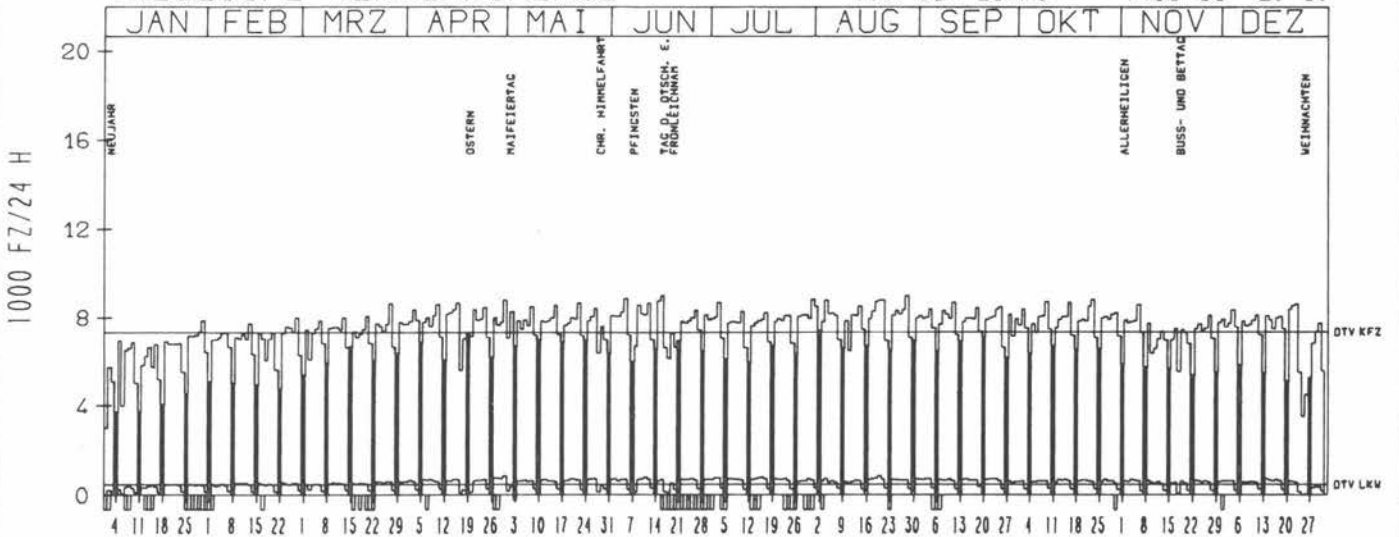 JAN FEB MRZ APR MAI JUN JUL AUG SEP OKT NOV DEZ
20
16
12
8
4
0
1000 FZ/24 H
NEUJAHR
OSTERN
MAIFEIERTAG
CHR. HIMMELFAHRT
PFINGSTEN
TAG D. DTSCH. E.
FRONLEICHNAM
ALLERHEILIGEN
BUSS- UND BETTAG
WEIHNACHTEN
DTV KFZ
DTV LKW
4 11 18 25 1 8 15 22 1 8 15 22 29 5 12 19 26 3 10 17 24 31 7 14 21 28 5 12 19 26 2 9 16 23 30 6 13 20 27 4 11 18 25 1 8 15 22 29 6 13 20 27